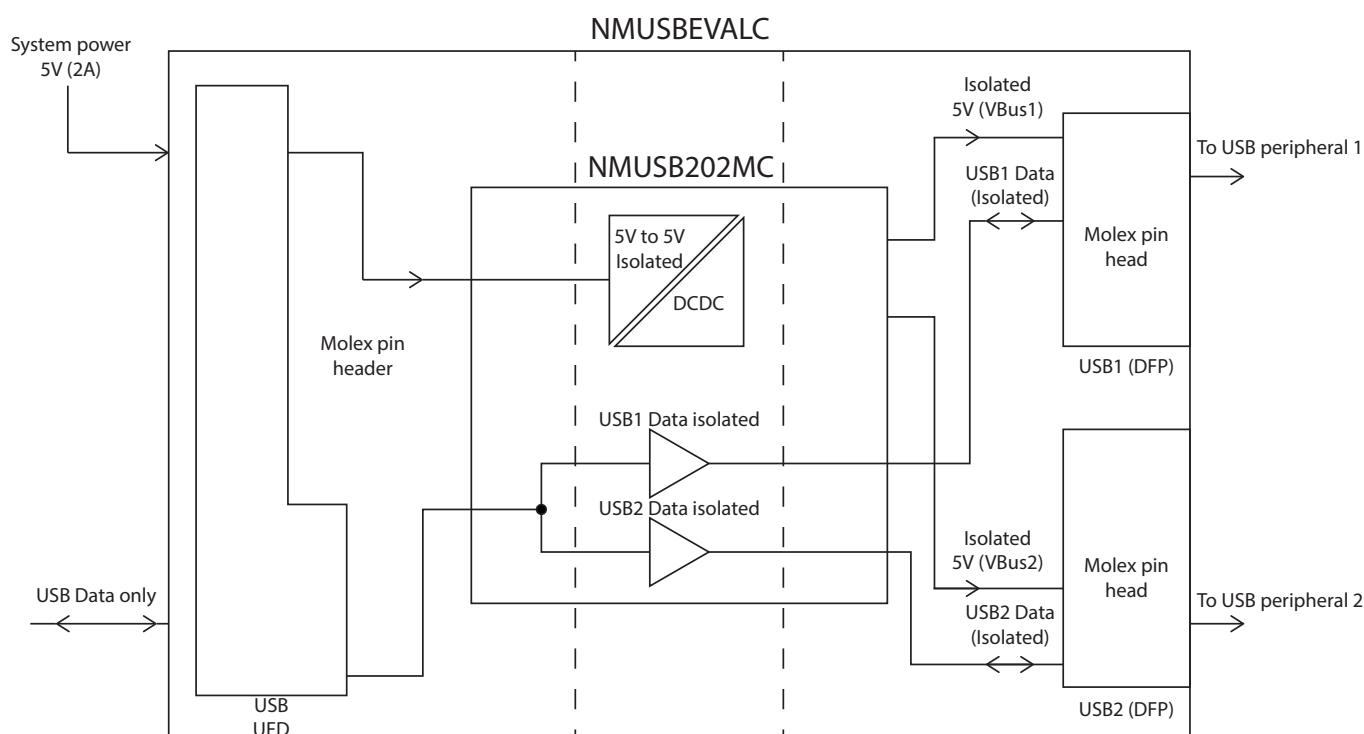 NMUSBEVALC
System power
5V (2A)
Isolated
5V (VBus1)
To USB peripheral 1
NMUSB202MC
USB1 Data
(Isolated)
5V to 5V
Isolated
DCDC
Molex pin
head
Molex pin
header
USB1 (DFP)
USB1 Data isolated
USB2 Data isolated
Isolated
5V (VBus2)
Molex pin
head
USB Data only
To USB peripheral 2
USB2 Data
(Isolated)
USB
USB2 (DFP)